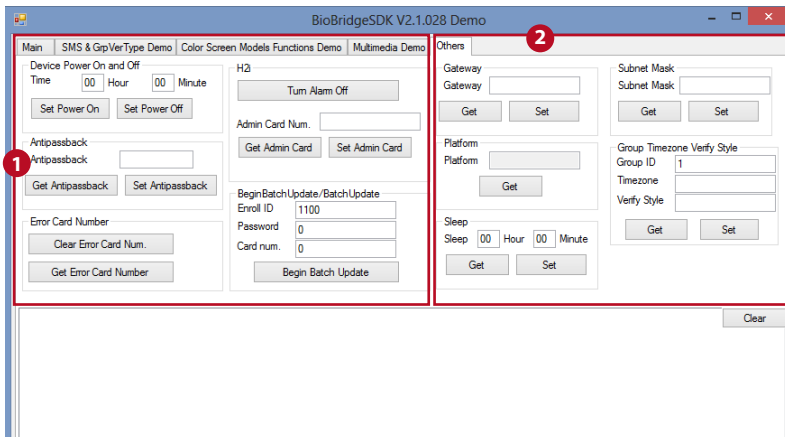 BioBridgeSDK V2.1.028 Demo
Main SMS & GrpVerType Demo Color Screen Models Functions Demo Multimedia Demo Others
1
2
Device Power On and Off
Time 00 Hour 00 Minute
Set Power On Set Power Off
Antipassback
Antipassback
Get Antipassback Set Antipassback
Error Card Number
Clear Error Card Num.
Get Error Card Number
H2i
Turn Alarm Off
Admin Card Num.
Get Admin Card Set Admin Card
BeginBatchUpdate/BatchUpdate
Enroll ID 1100
Password 0
Card num. 0
Begin Batch Update
Gateway
Gateway
Get Set
Platform
Platform
Get
Sleep
Sleep 00 Hour 00 Minute
Get Set
Subnet Mask
Subnet Mask
Get Set
Group Timezone Verify Style
Group ID 1
Timezone
Verify Style
Get Set
Clear